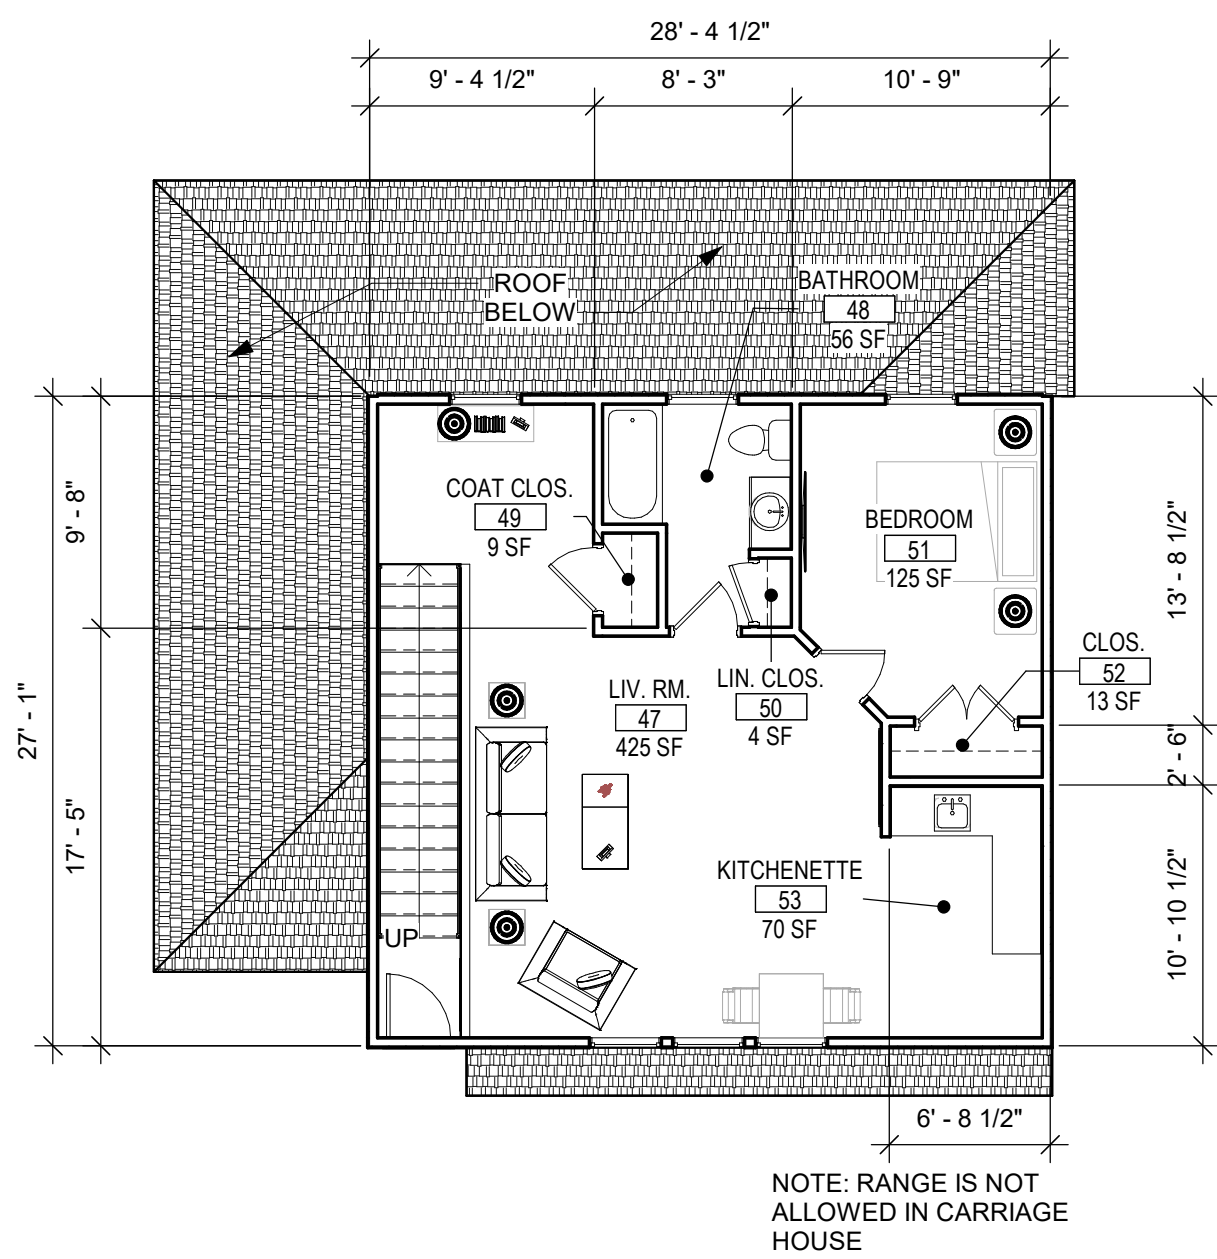 28' - 4 1/2"
9' - 4 1/2"
8' - 3"
10' - 9"
ROOF
BELOW
BATHROOM
48
56 SF
COAT CLOS.
49
9 SF
BEDROOM
51
125 SF
9' - 8"
13' - 8 1/2"
CLOS.
52
13 SF
LIV. RM.
47
425 SF
LIN. CLOS.
50
4 SF
27' - 1"
2' - 6"
17' - 5"
KITCHENETTE
53
70 SF
10' - 10 1/2"
UP
6' - 8 1/2"
NOTE: RANGE IS NOT
ALLOWED IN CARRIAGE
HOUSE